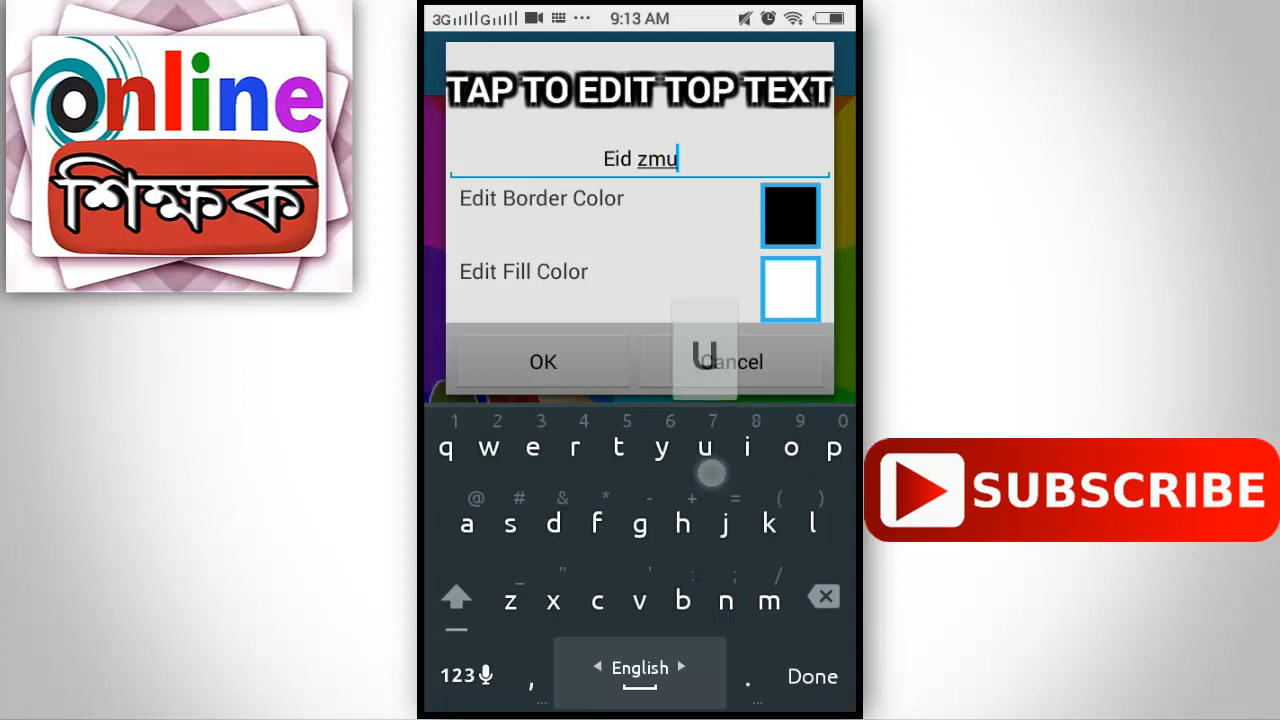 online
শিক্ষক
3G G 9:13 AM
TAP TO EDIT TOP TEXT
Eid zmu
Edit Border Color
Edit Fill Color
OK Cancel
U
1 2 3 4 5 6 7 8 9 0
q w e r t y u i o p
@ # & * - + = ( )
a s d f g h j k l
_ " ' : ; /
z x c v b n m
123 , English . Done
SUBSCRIBE